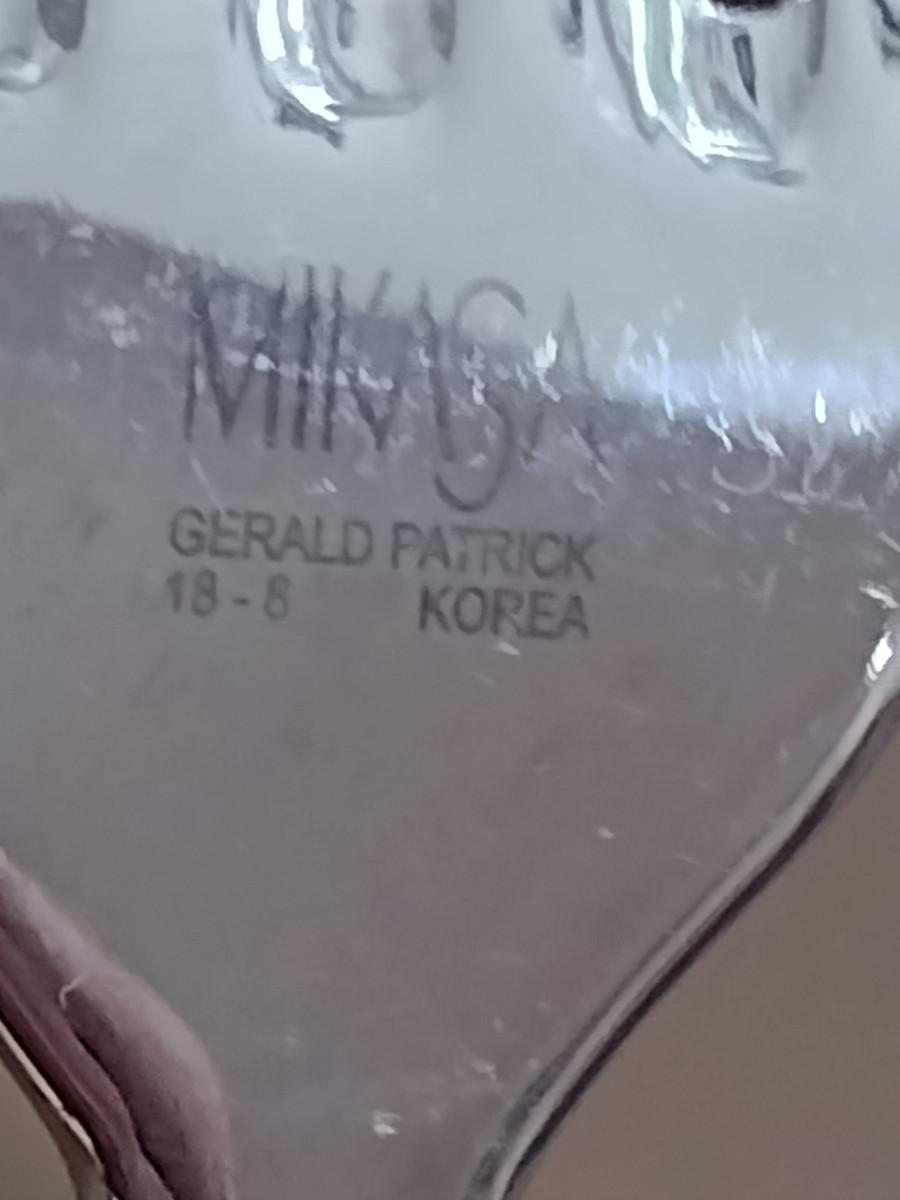 MIKASA
GERALD PATRICK
18-8 KOREA